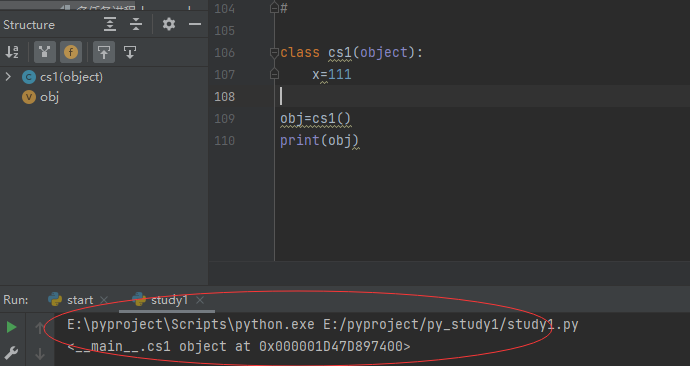 Structure
cs1(object)
obj
104 #
105
106 class cs1(object):
107 x=111
108
109 obj=cs1()
110 print(obj)
Run: start study1
E:\pyproject\Scripts\python.exe E:/pyproject/py_study1/study1.py
<__main__.cs1 object at 0x000001D47D897400>